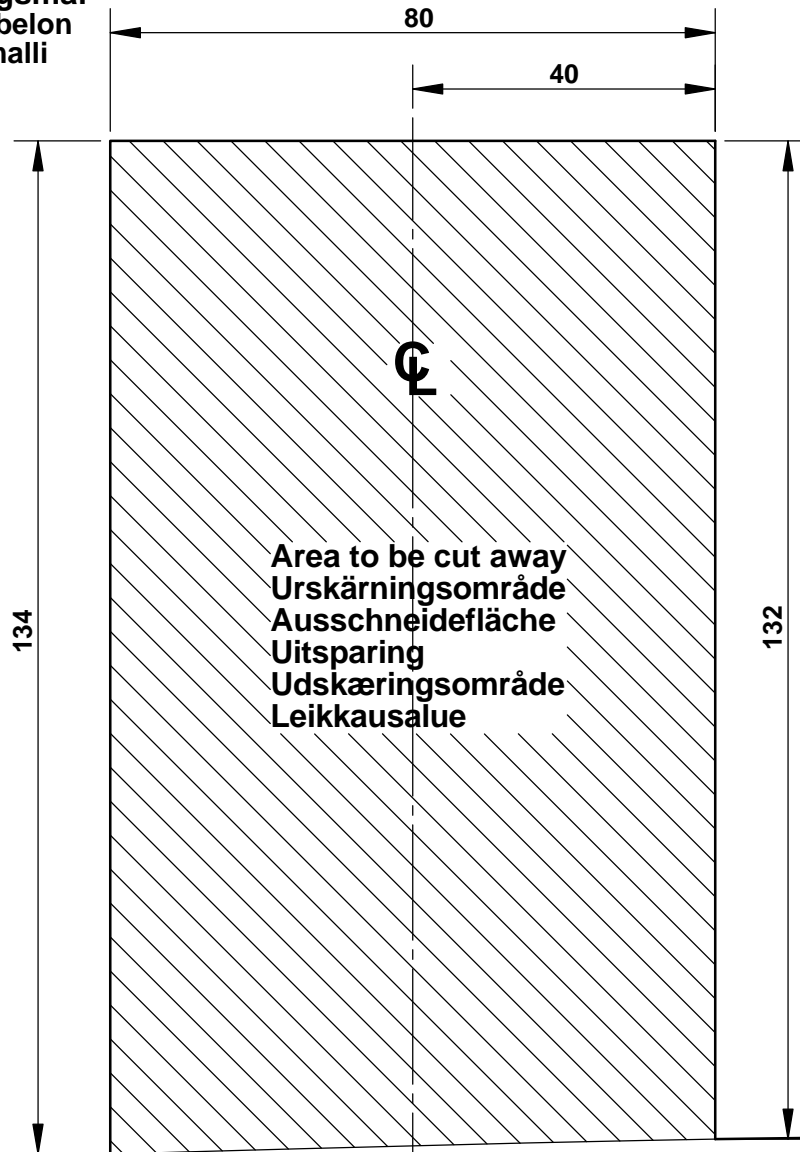 80
40
℄
134
132
Area to be cut away
Urskärningsområde
Ausschneidefläche
Uitsparing
Udskæringsområde
Leikkausalue